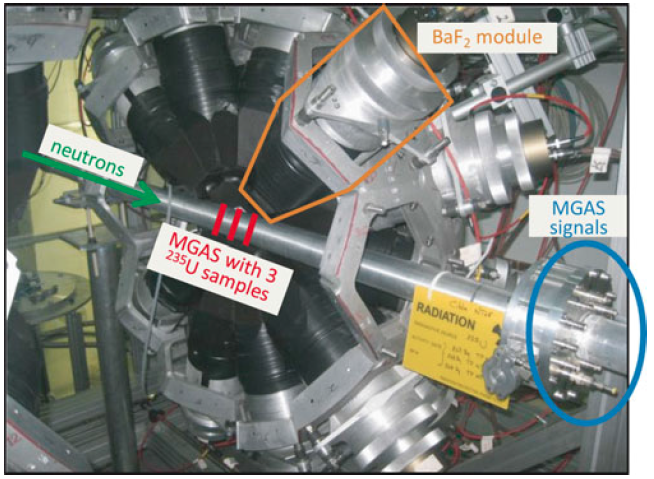 BaF₂ module
neutrons
MGAS with 3
²³⁵U samples
MGAS
signals
RADIATION